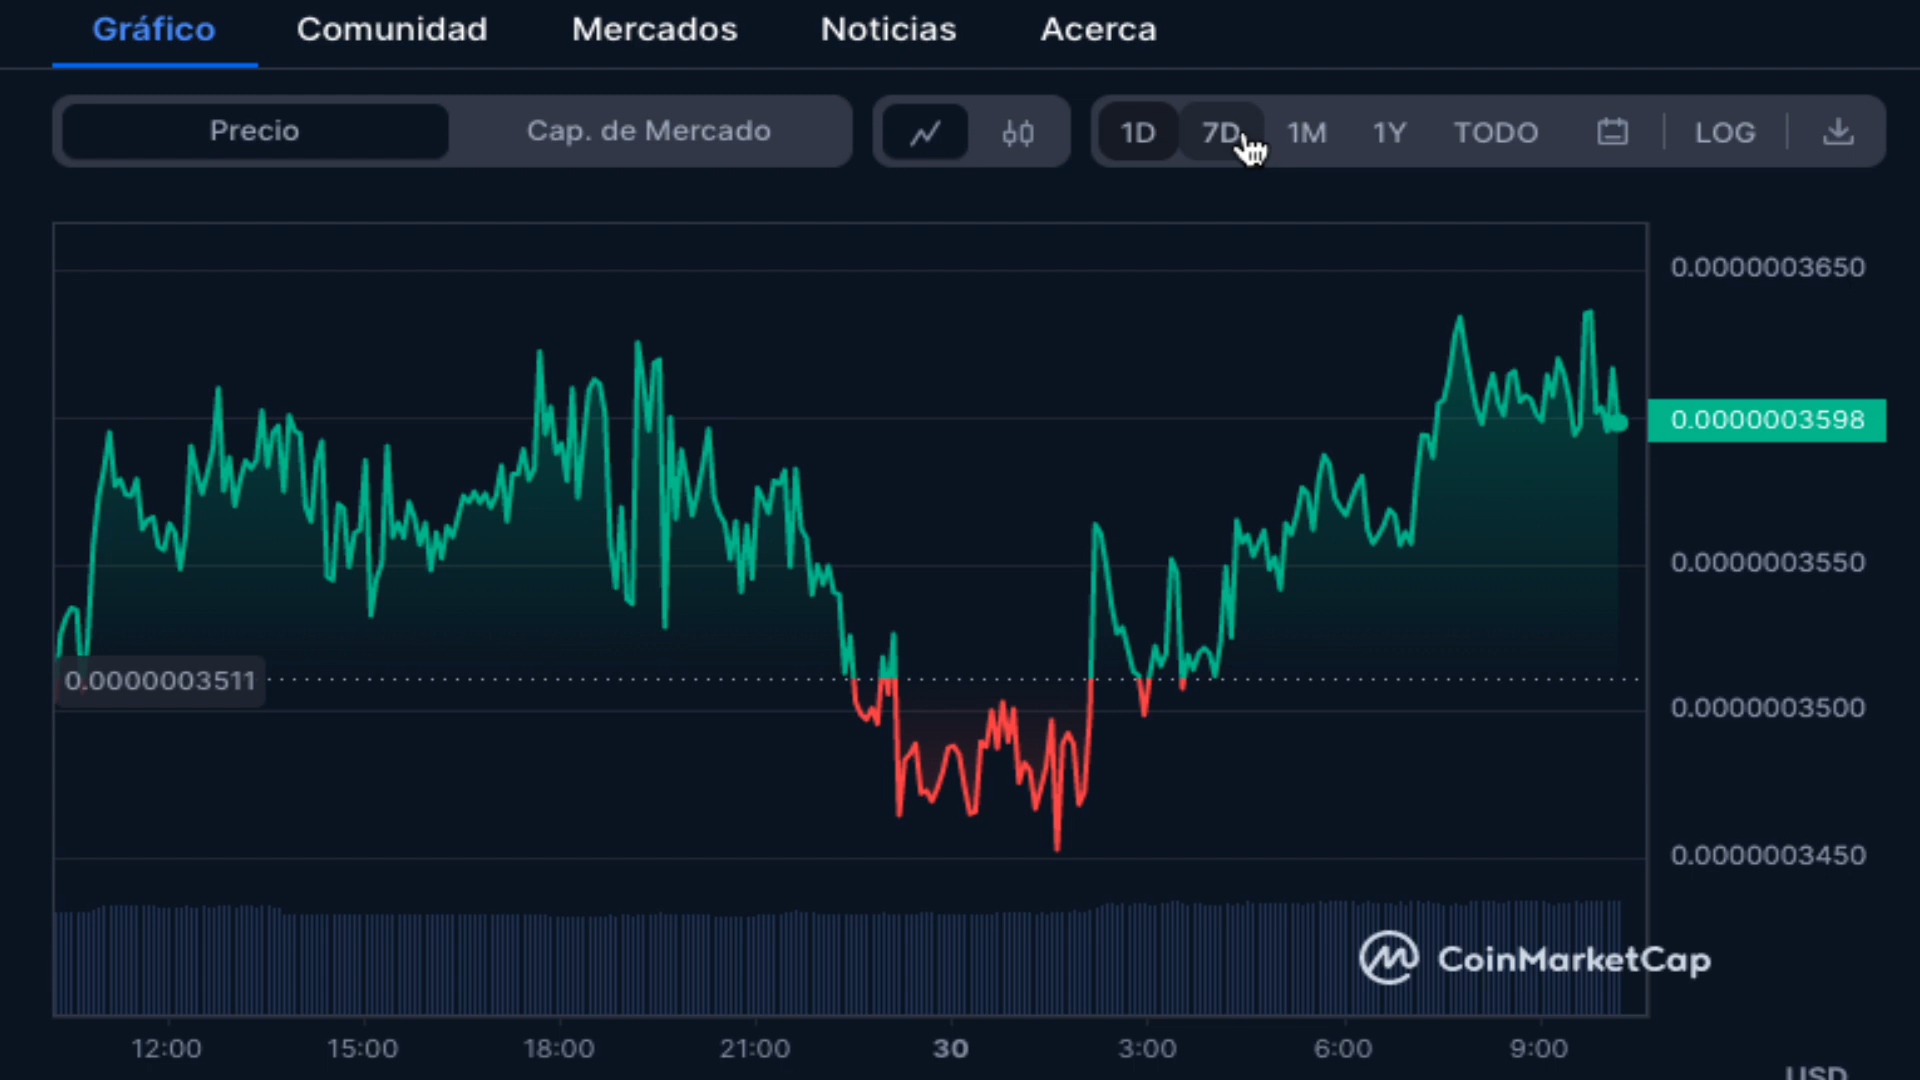 Gráfico Comunidad Mercados Noticias Acerca
Precio Cap. de Mercado 1D 7D 1M 1Y TODO LOG
0.0000003650
0.0000003598
0.0000003550
0.0000003511
0.0000003500
0.0000003450
CoinMarketCap
12:00 15:00 18:00 21:00 30 3:00 6:00 9:00
USD